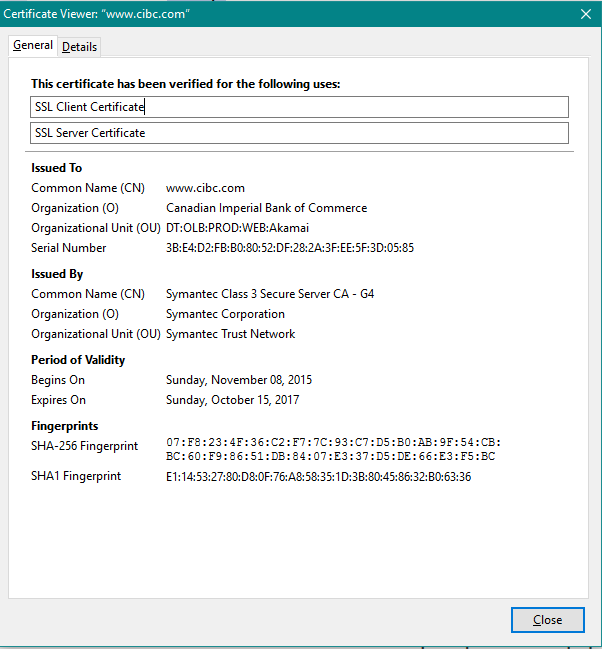 Certificate Viewer: "www.cibc.com"
General Details
This certificate has been verified for the following uses:
SSL Client Certificate
SSL Server Certificate
Issued To
Common Name (CN) www.cibc.com
Organization (O) Canadian Imperial Bank of Commerce
Organizational Unit (OU) DT:OLB:PROD:WEB:Akamai
Serial Number 3B:E4:D2:FB:B0:80:52:DF:28:2A:3F:EE:5F:3D:05:85
Issued By
Common Name (CN) Symantec Class 3 Secure Server CA - G4
Organization (O) Symantec Corporation
Organizational Unit (OU) Symantec Trust Network
Period of Validity
Begins On Sunday, November 08, 2015
Expires On Sunday, October 15, 2017
Fingerprints
SHA-256 Fingerprint 07:F8:23:4F:36:C2:F7:7C:93:C7:D5:B0:AB:9F:54:CB:
BC:60:F9:86:51:DB:84:07:E3:37:D5:DE:66:E3:F5:BC
SHA1 Fingerprint E1:14:53:27:80:D8:0F:76:A8:58:35:1D:3B:80:45:86:32:B0:63:36
Close